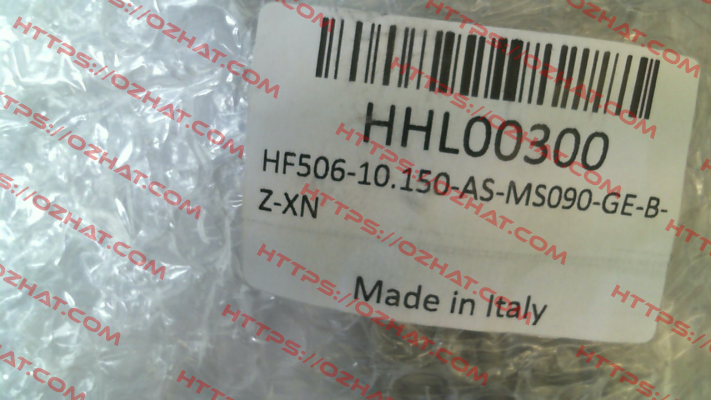 HHL00300
HF506-10.150-AS-MS090-GE-B-
Z-XN
Made in Italy
HTTPS://OZHAT.COM